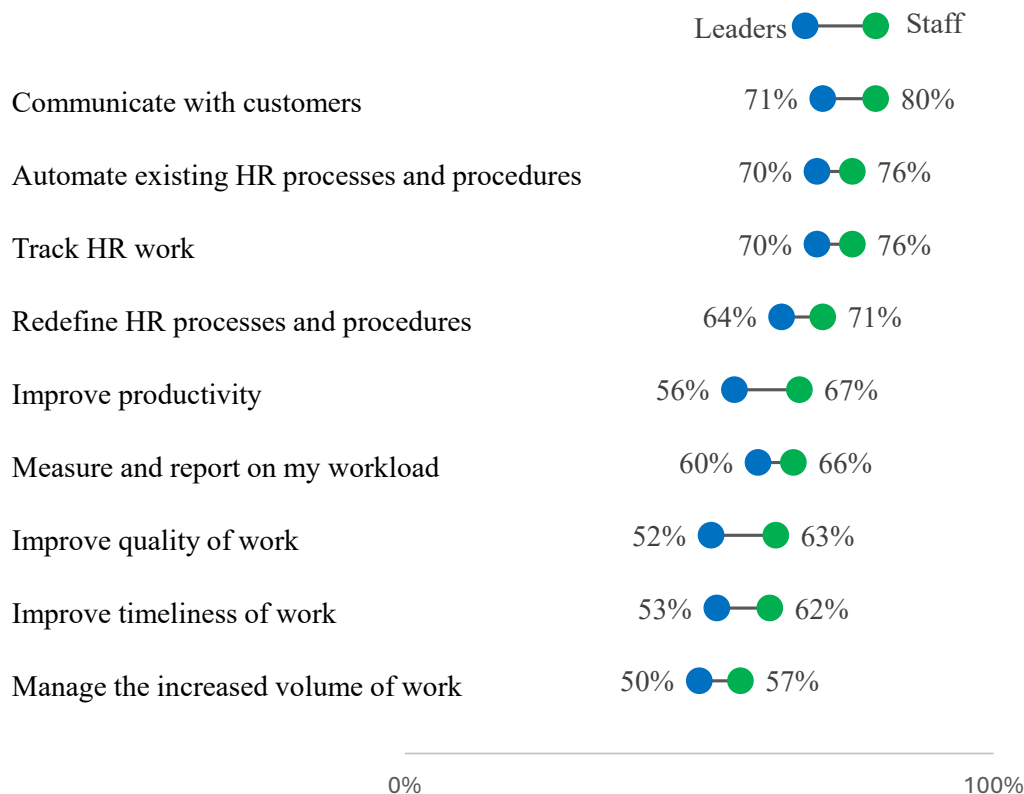 Leaders Staff
Communicate with customers 71% 80%
Automate existing HR processes and procedures 70% 76%
Track HR work 70% 76%
Redefine HR processes and procedures 64% 71%
Improve productivity 56% 67%
Measure and report on my workload 60% 66%
Improve quality of work 52% 63%
Improve timeliness of work 53% 62%
Manage the increased volume of work 50% 57%
0% 100%